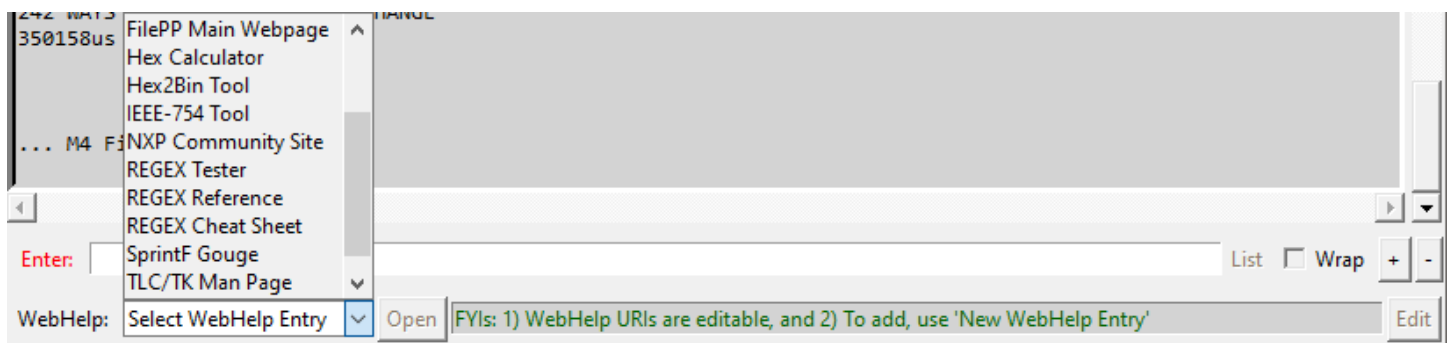 242 WAYS
350158us
FilePP Main Webpage
Hex Calculator
Hex2Bin Tool
IEEE-754 Tool
NXP Community Site
... M4 Fi
REGEX Tester
REGEX Reference
REGEX Cheat Sheet
SprintF Gouge
TLC/TK Man Page
Enter:
List
Wrap
+
-
WebHelp:
Select WebHelp Entry
Open
FYIs: 1) WebHelp URIs are editable, and 2) To add, use 'New WebHelp Entry'
Edit